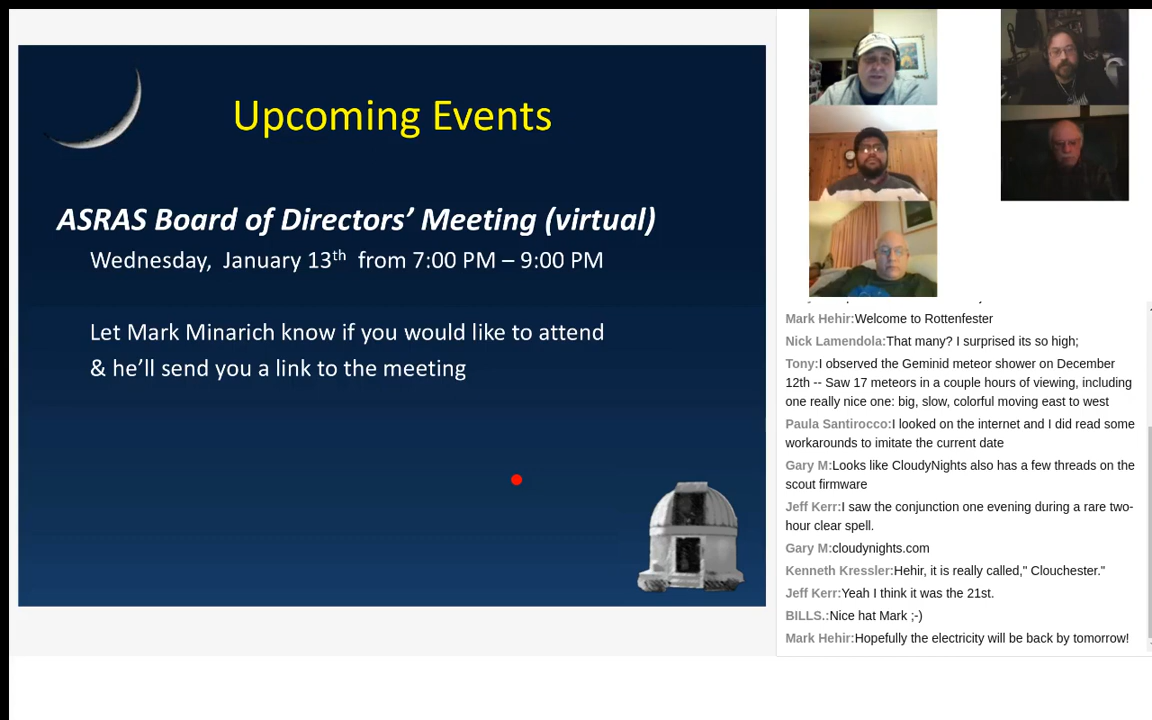 Upcoming Events
ASRAS Board of Directors’ Meeting (virtual)
Wednesday, January 13th from 7:00 PM – 9:00 PM
Let Mark Minarich know if you would like to attend
& he’ll send you a link to the meeting
Mark Hehir:Welcome to Rottenfester
Nick Lamendola:That many? I surprised its so high;
Tony:I observed the Geminid meteor shower on December
12th -- Saw 17 meteors in a couple hours of viewing, including
one really nice one: big, slow, colorful moving east to west
Paula Santirocco:I looked on the internet and I did read some
workarounds to imitate the current date
Gary M:Looks like CloudyNights also has a few threads on the
scout firmware
Jeff Kerr:I saw the conjunction one evening during a rare two-
hour clear spell.
Gary M:cloudynights.com
Kenneth Kressler:Hehir, it is really called," Clouchester."
Jeff Kerr:Yeah I think it was the 21st.
BILLS.:Nice hat Mark ;-)
Mark Hehir:Hopefully the electricity will be back by tomorrow!